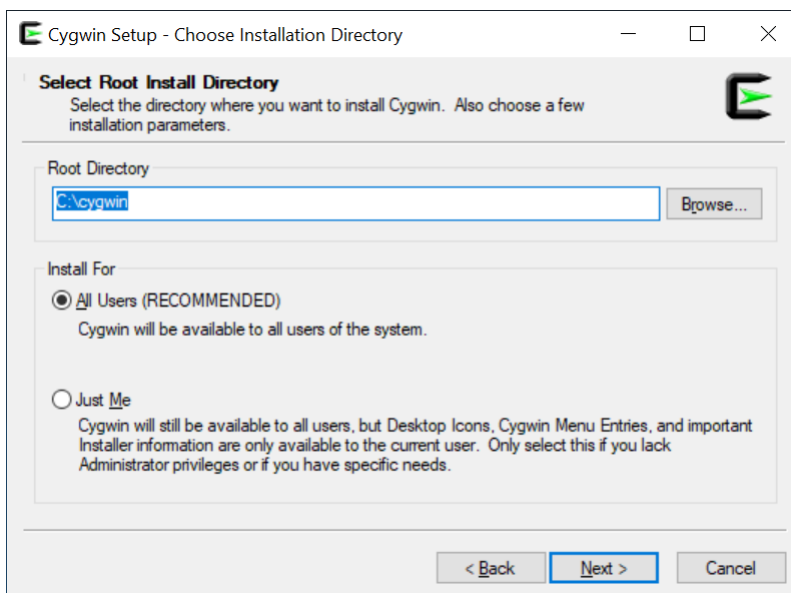 Cygwin Setup - Choose Installation Directory
Select Root Install Directory
Select the directory where you want to install Cygwin. Also choose a few
installation parameters.
Root Directory
C:\cygwin
Browse...
Install For
All Users (RECOMMENDED)
Cygwin will be available to all users of the system.
Just Me
Cygwin will still be available to all users, but Desktop Icons, Cygwin Menu Entries, and important
Installer information are only available to the current user. Only select this if you lack
Administrator privileges or if you have specific needs.
< Back
Next >
Cancel